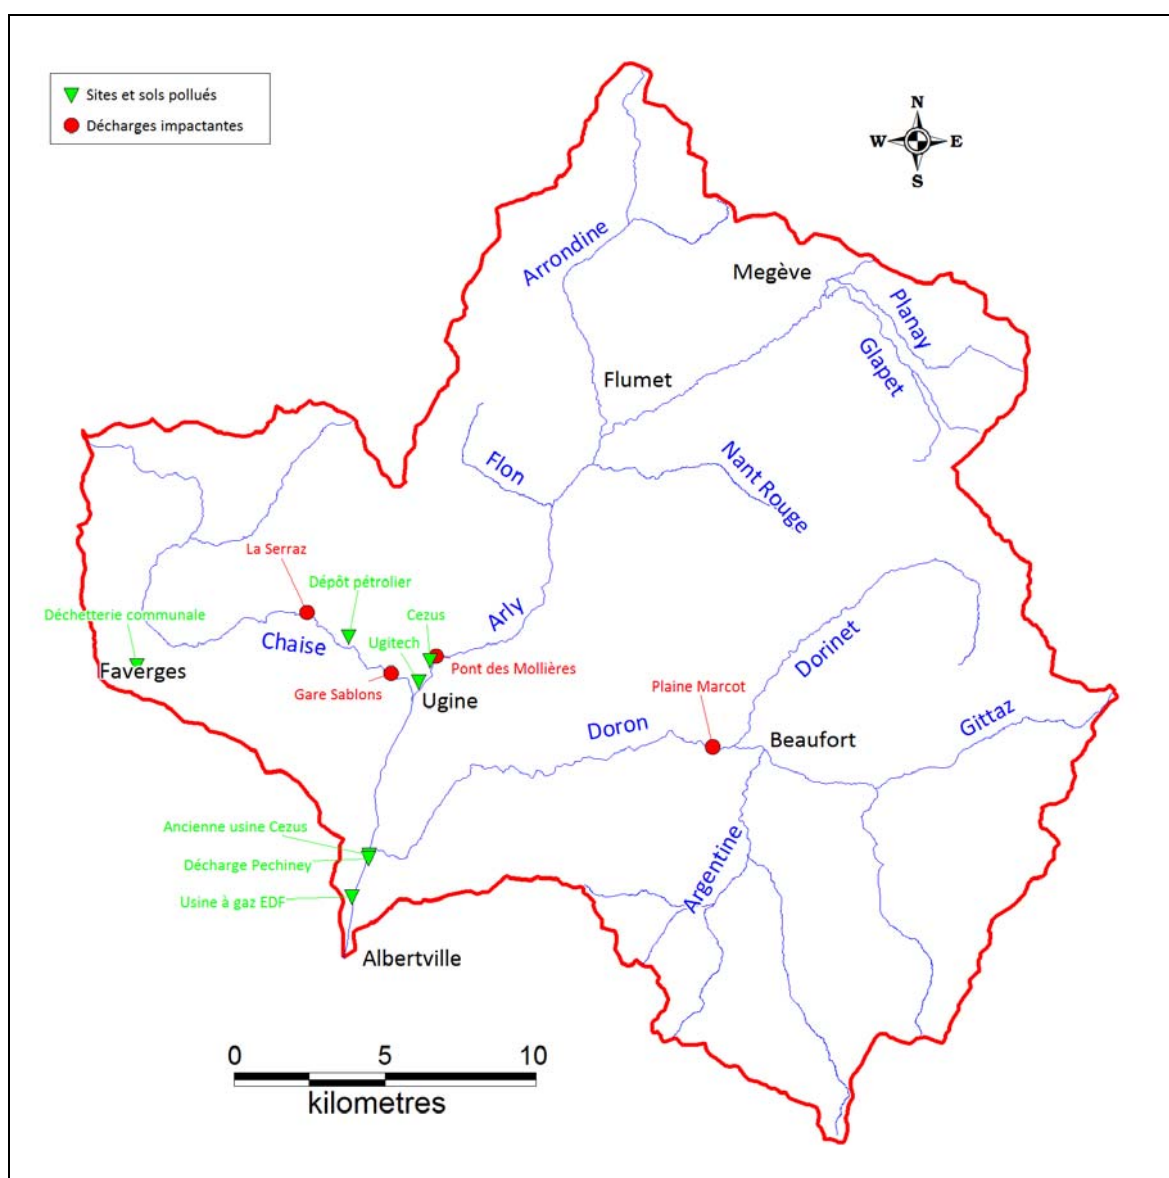 Sites et sols pollués
Décharges impactantes
N
W E
S
Arrondine
Megève
Planay
Glapet
Flumet
Flon
Nant Rouge
La Serraz
Dépôt pétrolier
Cezus
Arly
Déchetterie communale
Ugitech
Chaise
Dorinet
Faverges
Pont des Mollières
Gare Sablons
Ugine
Plaine Marcot
Gittaz
Doron
Beaufort
Ancienne usine Cezus
Décharge Pechiney
Argentine
Usine à gaz EDF
Albertville
0 5 10
kilometres